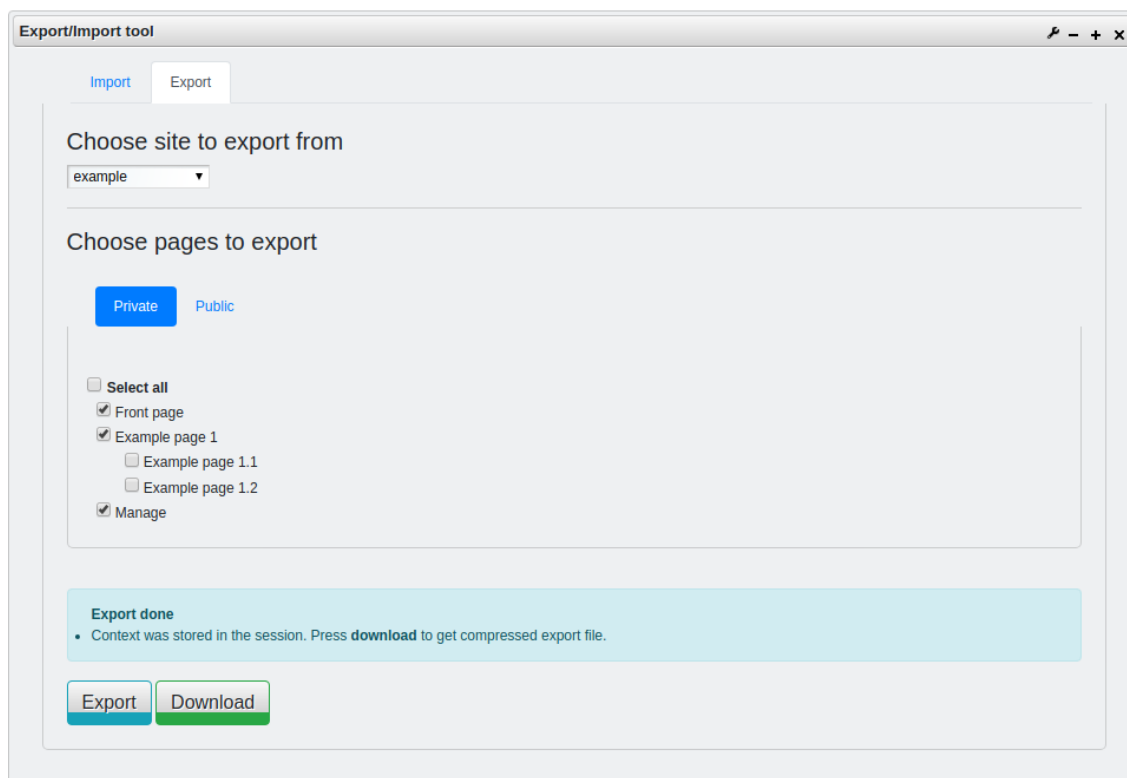 Export/Import tool
Import Export
Choose site to export from
example
Choose pages to export
Private Public
Select all
Front page
Example page 1
Example page 1.1
Example page 1.2
Manage
Export done
• Context was stored in the session. Press download to get compressed export file.
Export Download